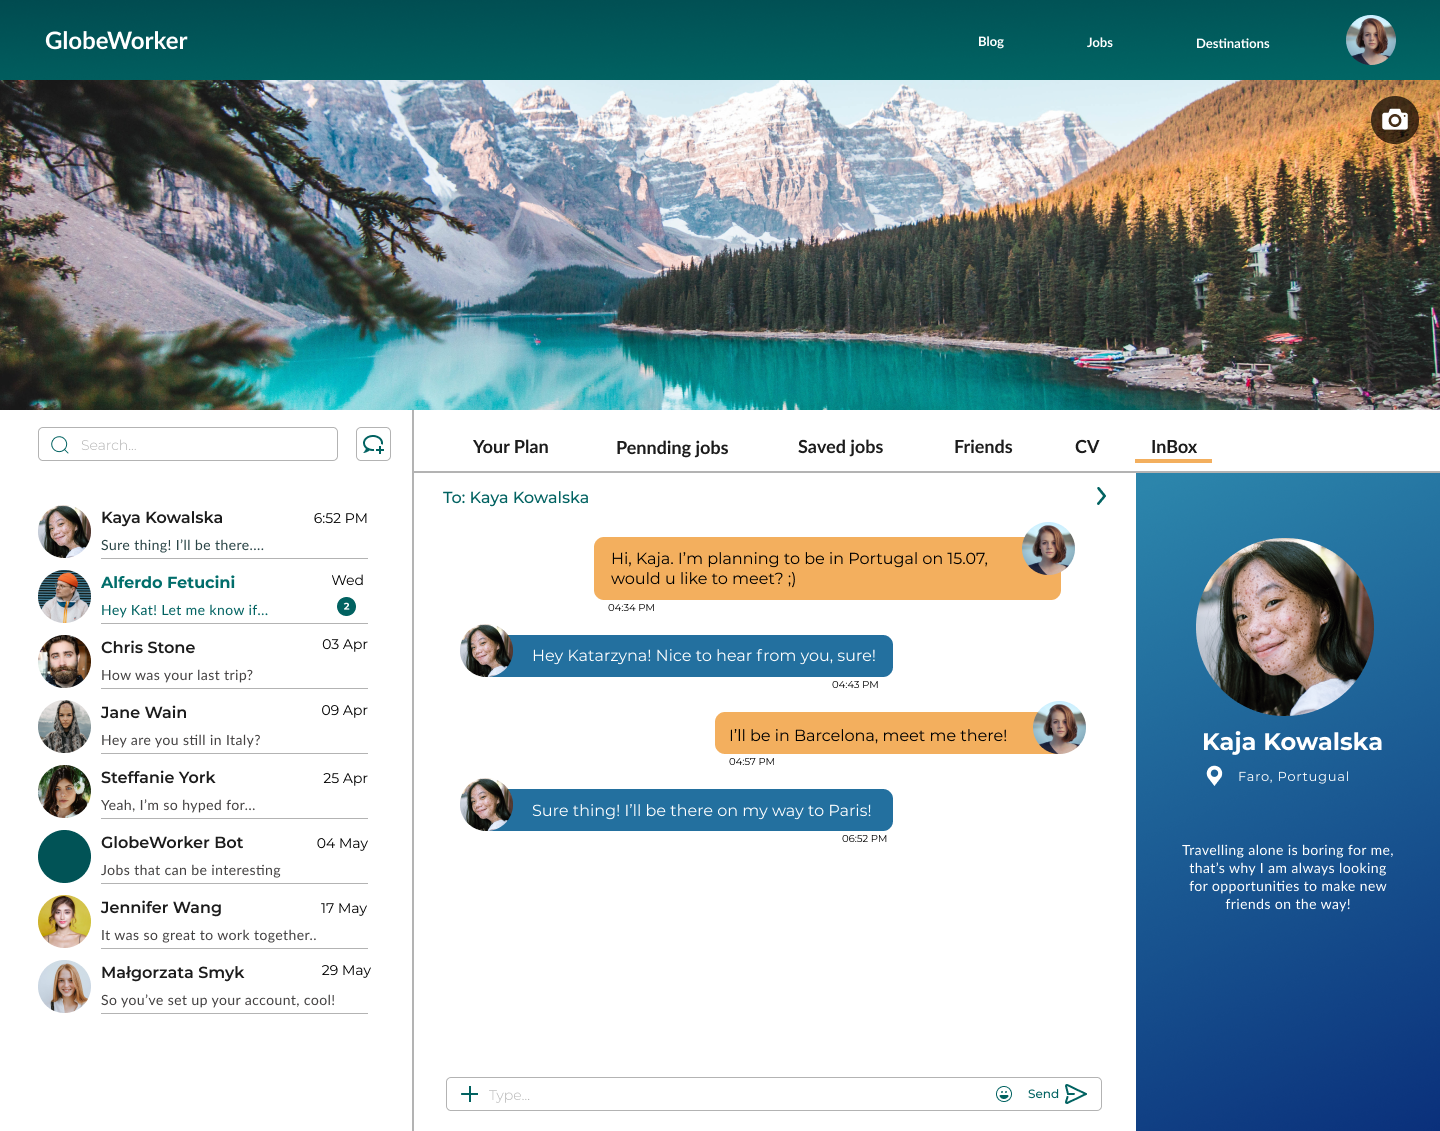 GlobeWorker
Blog
Jobs
Destinations
Search...
Your Plan
Pennding jobs
Saved jobs
Friends
CV
InBox
Kaya Kowalska
6:52 PM
Sure thing! I’ll be there....
Alferdo Fetucini
Wed
Hey Kat! Let me know if...
2
Chris Stone
03 Apr
How was your last trip?
Jane Wain
09 Apr
Hey are you still in Italy?
Steffanie York
25 Apr
Yeah, I’m so hyped for...
GlobeWorker Bot
04 May
Jobs that can be interesting
Jennifer Wang
17 May
It was so great to work together..
Małgorzata Smyk
29 May
So you’ve set up your account, cool!
To: Kaya Kowalska
Hi, Kaja. I’m planning to be in Portugal on 15.07,
would u like to meet? ;)
04:34 PM
Hey Katarzyna! Nice to hear from you, sure!
04:43 PM
I’ll be in Barcelona, meet me there!
04:57 PM
Sure thing! I’ll be there on my way to Paris!
06:52 PM
Type...
Send
Kaja Kowalska
Faro, Portugual
Travelling alone is boring for me,
that’s why I am always looking
for opportunities to make new
friends on the way!